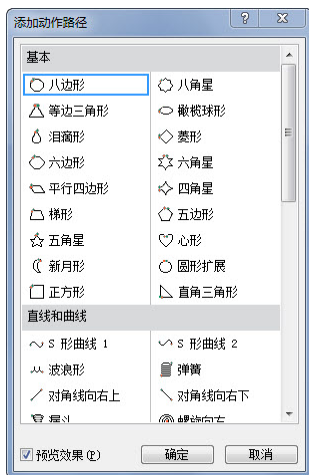 添加动作路径
基本
八边形 八角星
等边三角形 橄榄球形
泪滴形 菱形
六边形 六角星
平行四边形 四角星
梯形 五边形
五角星 心形
新月形 圆形扩展
正方形 直角三角形
直线和曲线
S 形曲线 1 S 形曲线 2
波浪形 弹簧
对角线向右上 对角线向右下
漏斗 螺旋向右
预览效果(P) 确定 取消